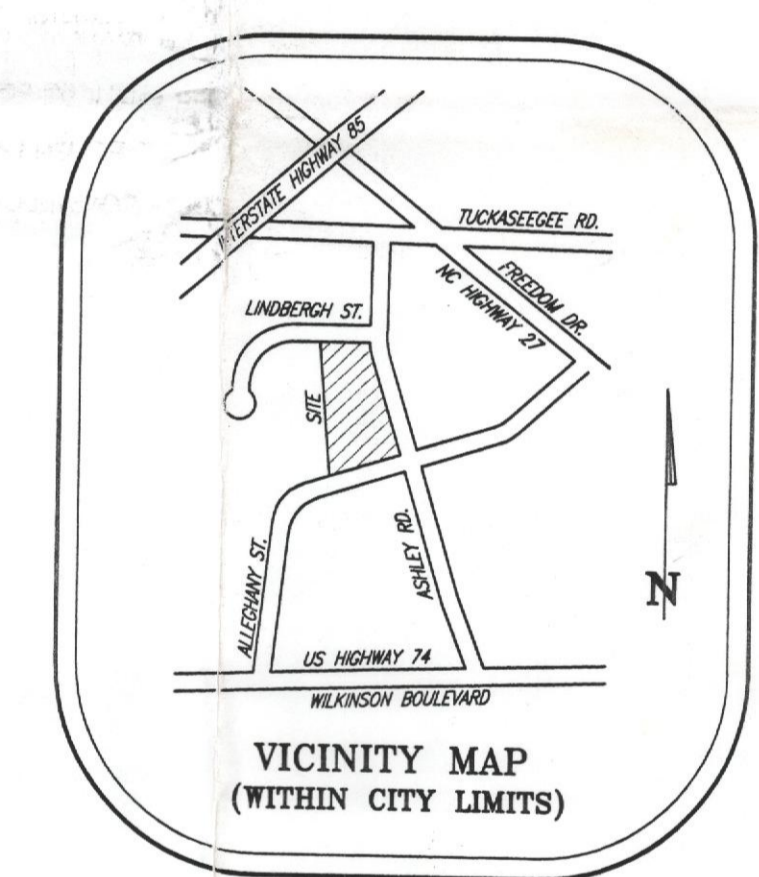 INTERSTATE HIGHWAY 85
TUCKASEEGEE RD.
FREEDOM DR.
NC HIGHWAY 27
LINDBERGH ST.
SITE
ALLEGHANY ST.
ASHLEY RD.
N
US HIGHWAY 74
WILKINSON BOULEVARD
VICINITY MAP
(WITHIN CITY LIMITS)